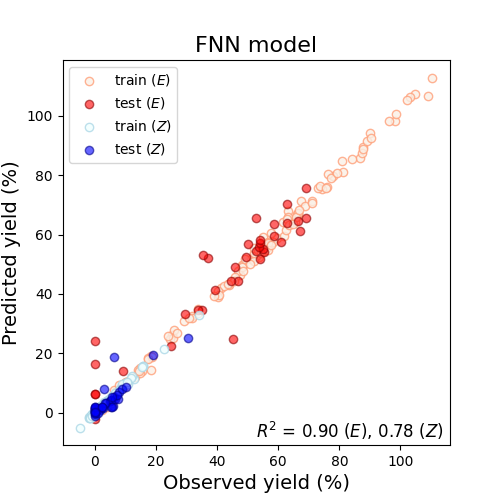 FNN model
train (E)
test (E)
train (Z)
test (Z)
Predicted yield (%)
100
80
60
40
20
0
R² = 0.90 (E), 0.78 (Z)
0 20 40 60 80 100
Observed yield (%)